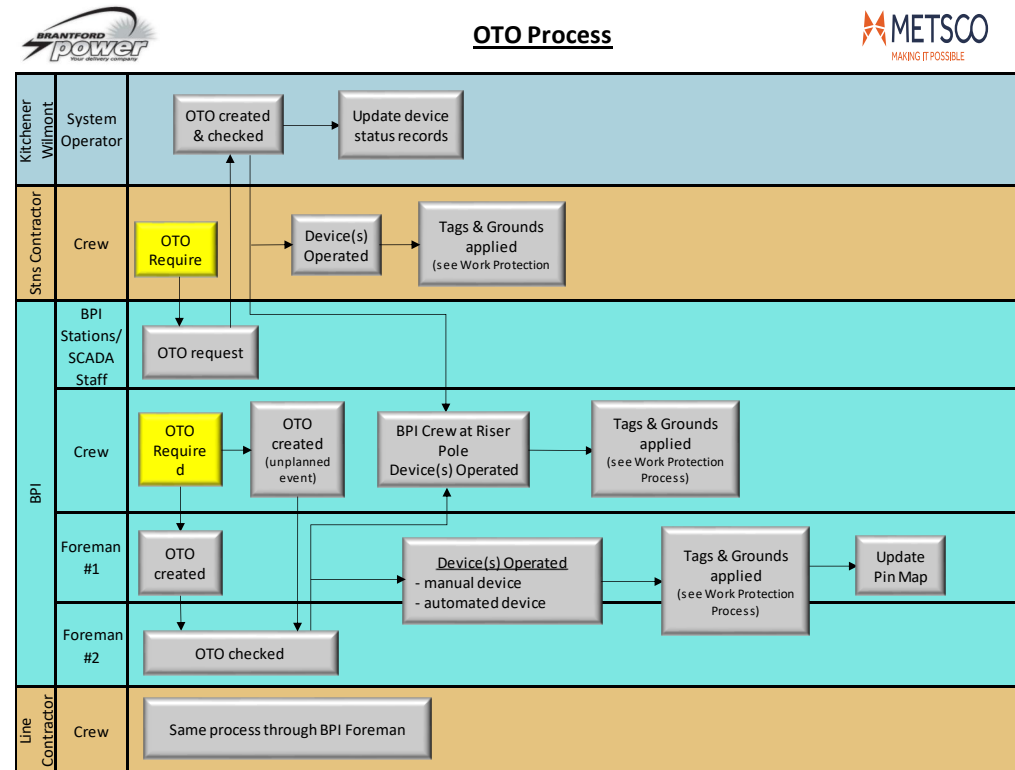 BRANTFORD
power
Your delivery company
OTO Process
METSCO
MAKING IT POSSIBLE
Kitchener
Wilmont
System
Operator
OTO created
& checked
Update device
status records
Stns Contractor
Crew
OTO
Require
Device(s)
Operated
Tags & Grounds
applied
(see Work Protection
BPI
BPI
Stations/
SCADA
Staff
OTO request
Crew
OTO
Require
d
OTO
created
(unplanned
event)
BPI Crew at Riser
Pole
Device(s) Operated
Tags & Grounds
applied
(see Work Protection
Process)
Foreman
#1
OTO
created
Device(s) Operated
- manual device
- automated device
Tags & Grounds
applied
(see Work Protection
Process)
Update
Pin Map
Foreman
#2
OTO checked
Line
Contractor
Crew
Same process through BPI Foreman